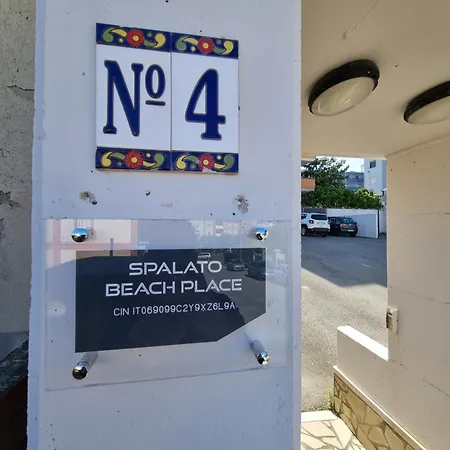 Nº 4
SPALATO
BEACH PLACE
CIN IT069099C2Y9XZ6L9A